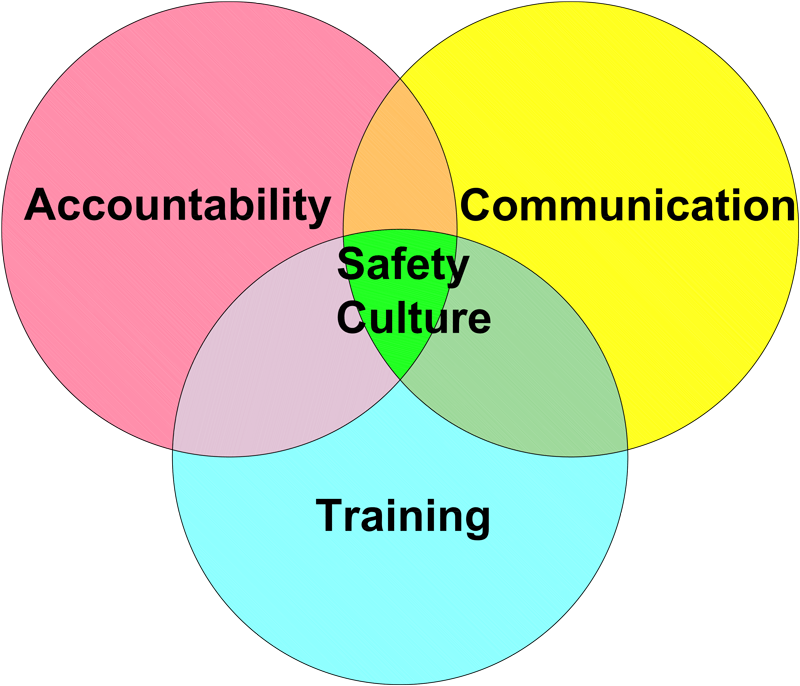 Accountability
Communication
Safety
Culture
Training